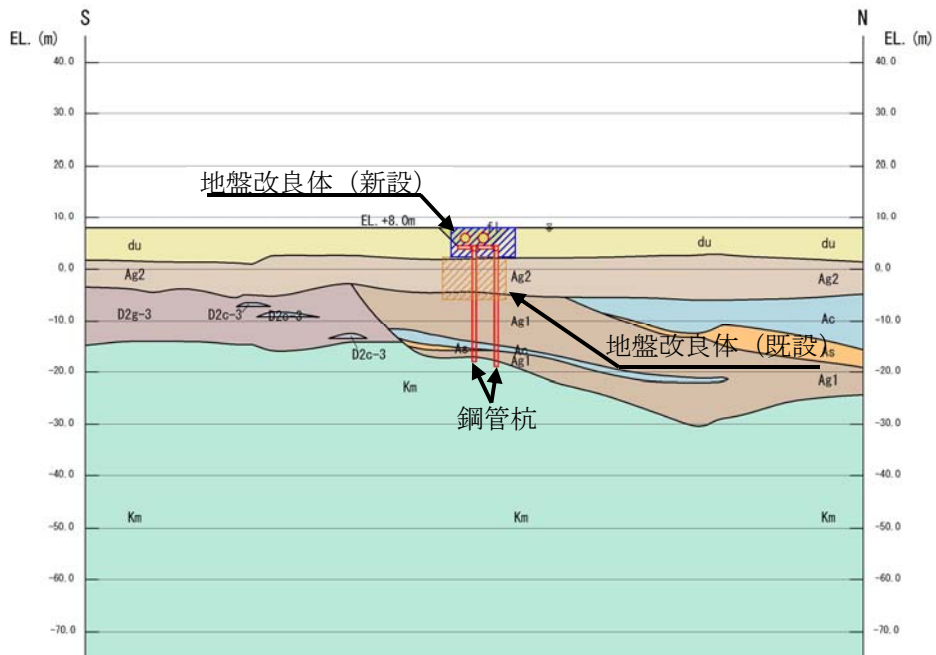 S
N
EL. (m)
EL. (m)
40.0
40.0
30.0
30.0
20.0
20.0
地盤改良体（新設）
10.0
10.0
EL. +8.0m
fl
du
du
du
0.0
0.0
Ag2
Ag2
Ag2
D2g-3
D2c-3
D2c-3
Ag1
Ac
-10.0
-10.0
D2c-3
As
Ac
地盤改良体（既設）
As
Ag1
Km
Ag1
-20.0
-20.0
鋼管杭
-30.0
-30.0
-40.0
-40.0
Km
Km
Km
-50.0
-50.0
-60.0
-60.0
-70.0
-70.0